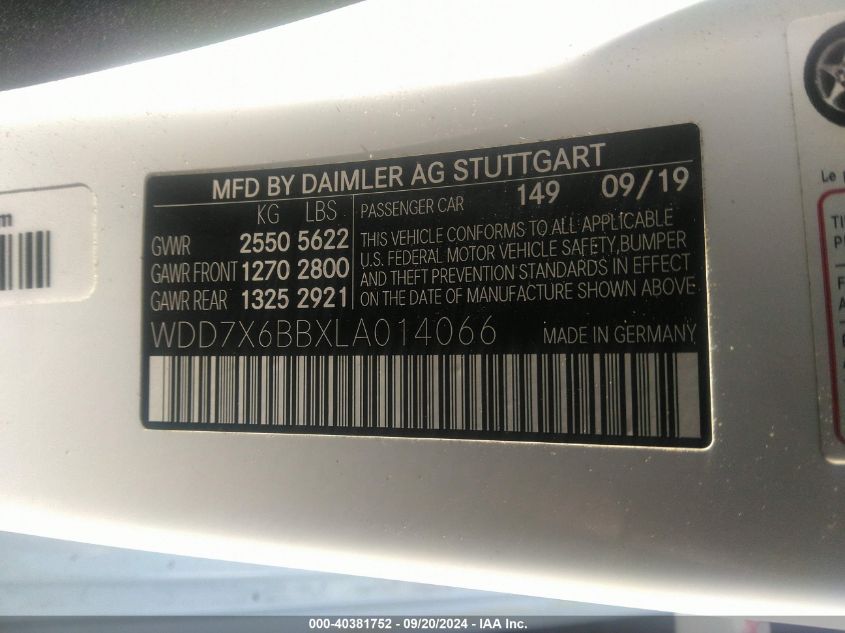 MFD BY DAIMLER AG STUTTGART
KG LBS
PASSENGER CAR 149 09/19
GVWR 2550 5622
GAWR FRONT 1270 2800
GAWR REAR 1325 2921
THIS VEHICLE CONFORMS TO ALL APPLICABLE
U.S. FEDERAL MOTOR VEHICLE SAFETY, BUMPER
AND THEFT PREVENTION STANDARDS IN EFFECT
ON THE DATE OF MANUFACTURE SHOWN ABOVE
WDD7X6BBXLA014066 MADE IN GERMANY
Le
000-40381752 - 09/20/2024 - IAA Inc.